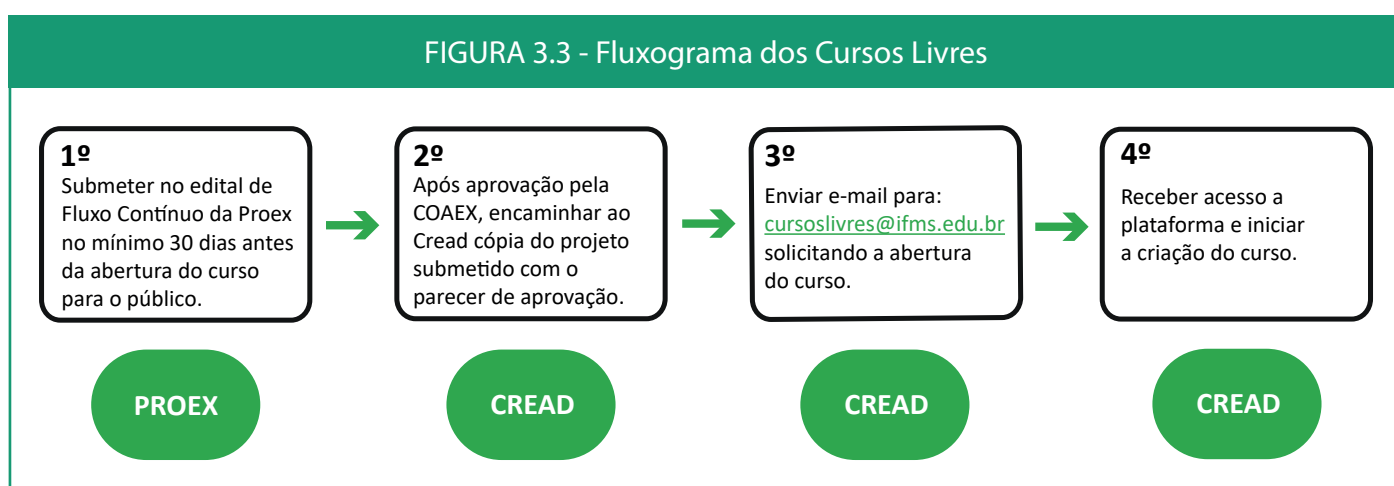 FIGURA 3.3 - Fluxograma dos Cursos Livres
1º
Submeter no edital de
Fluxo Contínuo da Proex
no mínimo 30 dias antes
da abertura do curso
para o público.
2º
Após aprovação pela
COAEX, encaminhar ao
Cread cópia do projeto
submetido com o
parecer de aprovação.
3º
Enviar e-mail para:
cursoslivres@ifms.edu.br
solicitando a abertura
do curso.
4º
Receber acesso a
plataforma e iniciar
a criação do curso.
PROEX
CREAD
CREAD
CREAD